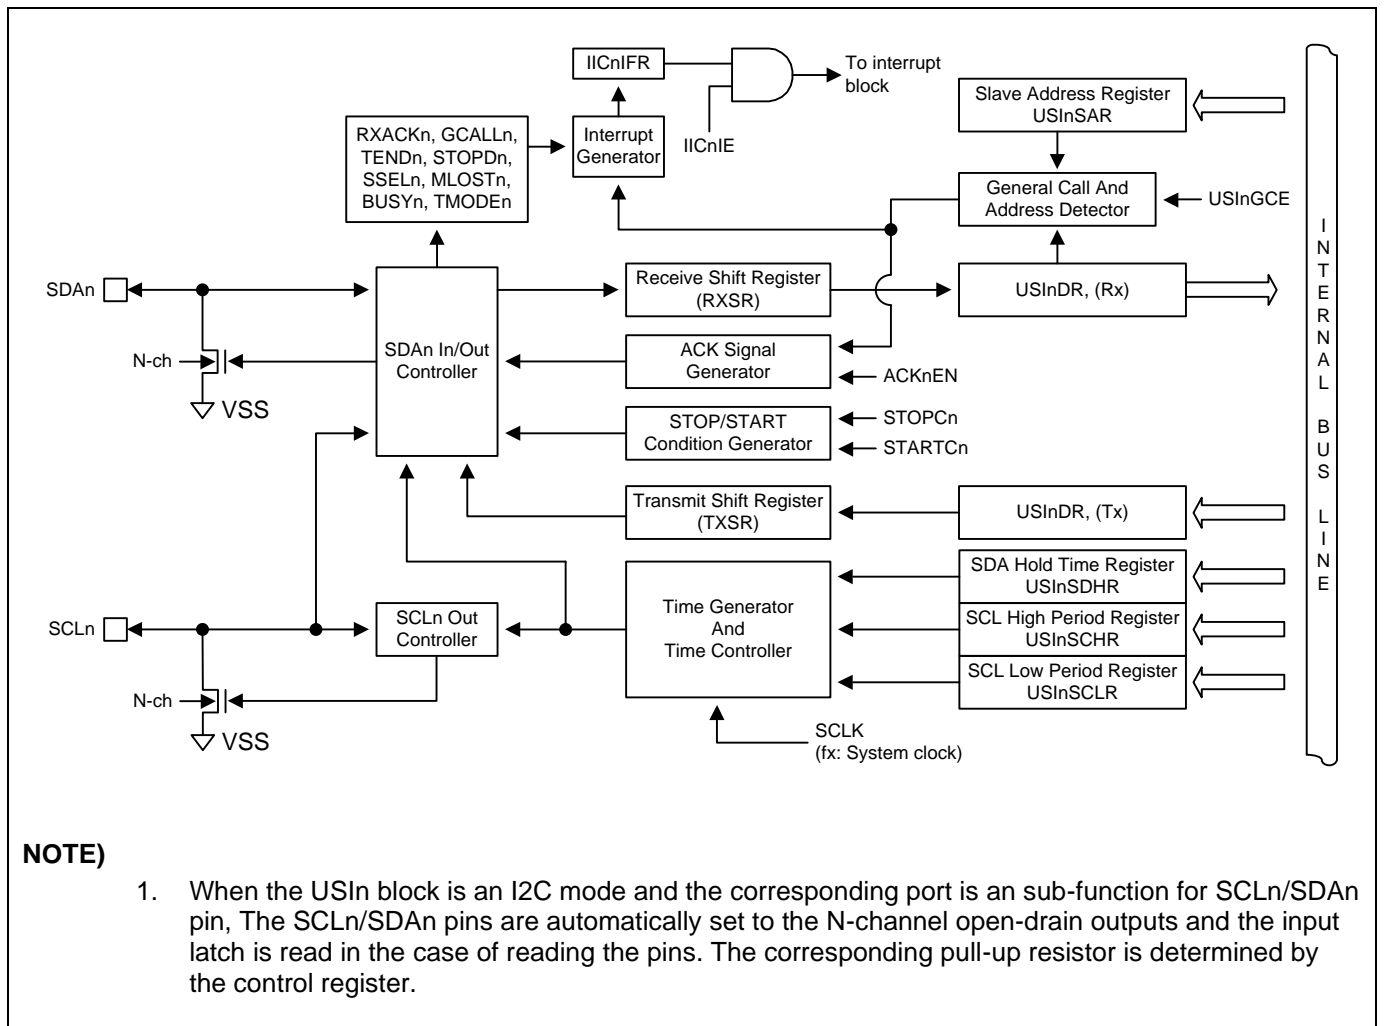 IICnIFR
To interrupt
block
Slave Address Register
USInSAR
RXACKn, GCALLn,
TENDn, STOPDn,
SSELn, MLOSTn,
BUSYn, TMODEn
Interrupt
Generator
IICnIE
General Call And
Address Detector
USInGCE
INTERNAL BUS LINE
SDAn
Receive Shift Register
(RXSR)
USInDR, (Rx)
N-ch
SDAn In/Out
Controller
ACK Signal
Generator
ACKnEN
VSS
STOP/START
Condition Generator
STOPCn
STARTCn
Transmit Shift Register
(TXSR)
USInDR, (Tx)
SDA Hold Time Register
USInSDHR
SCLn
SCLn Out
Controller
Time Generator
And
Time Controller
SCL High Period Register
USInSCHR
SCL Low Period Register
USInSCLR
N-ch
VSS
SCLK
(fx: System clock)
NOTE)
1. When the USIn block is an I2C mode and the corresponding port is an sub-function for SCLn/SDAn
pin, The SCLn/SDAn pins are automatically set to the N-channel open-drain outputs and the input
latch is read in the case of reading the pins. The corresponding pull-up resistor is determined by
the control register.